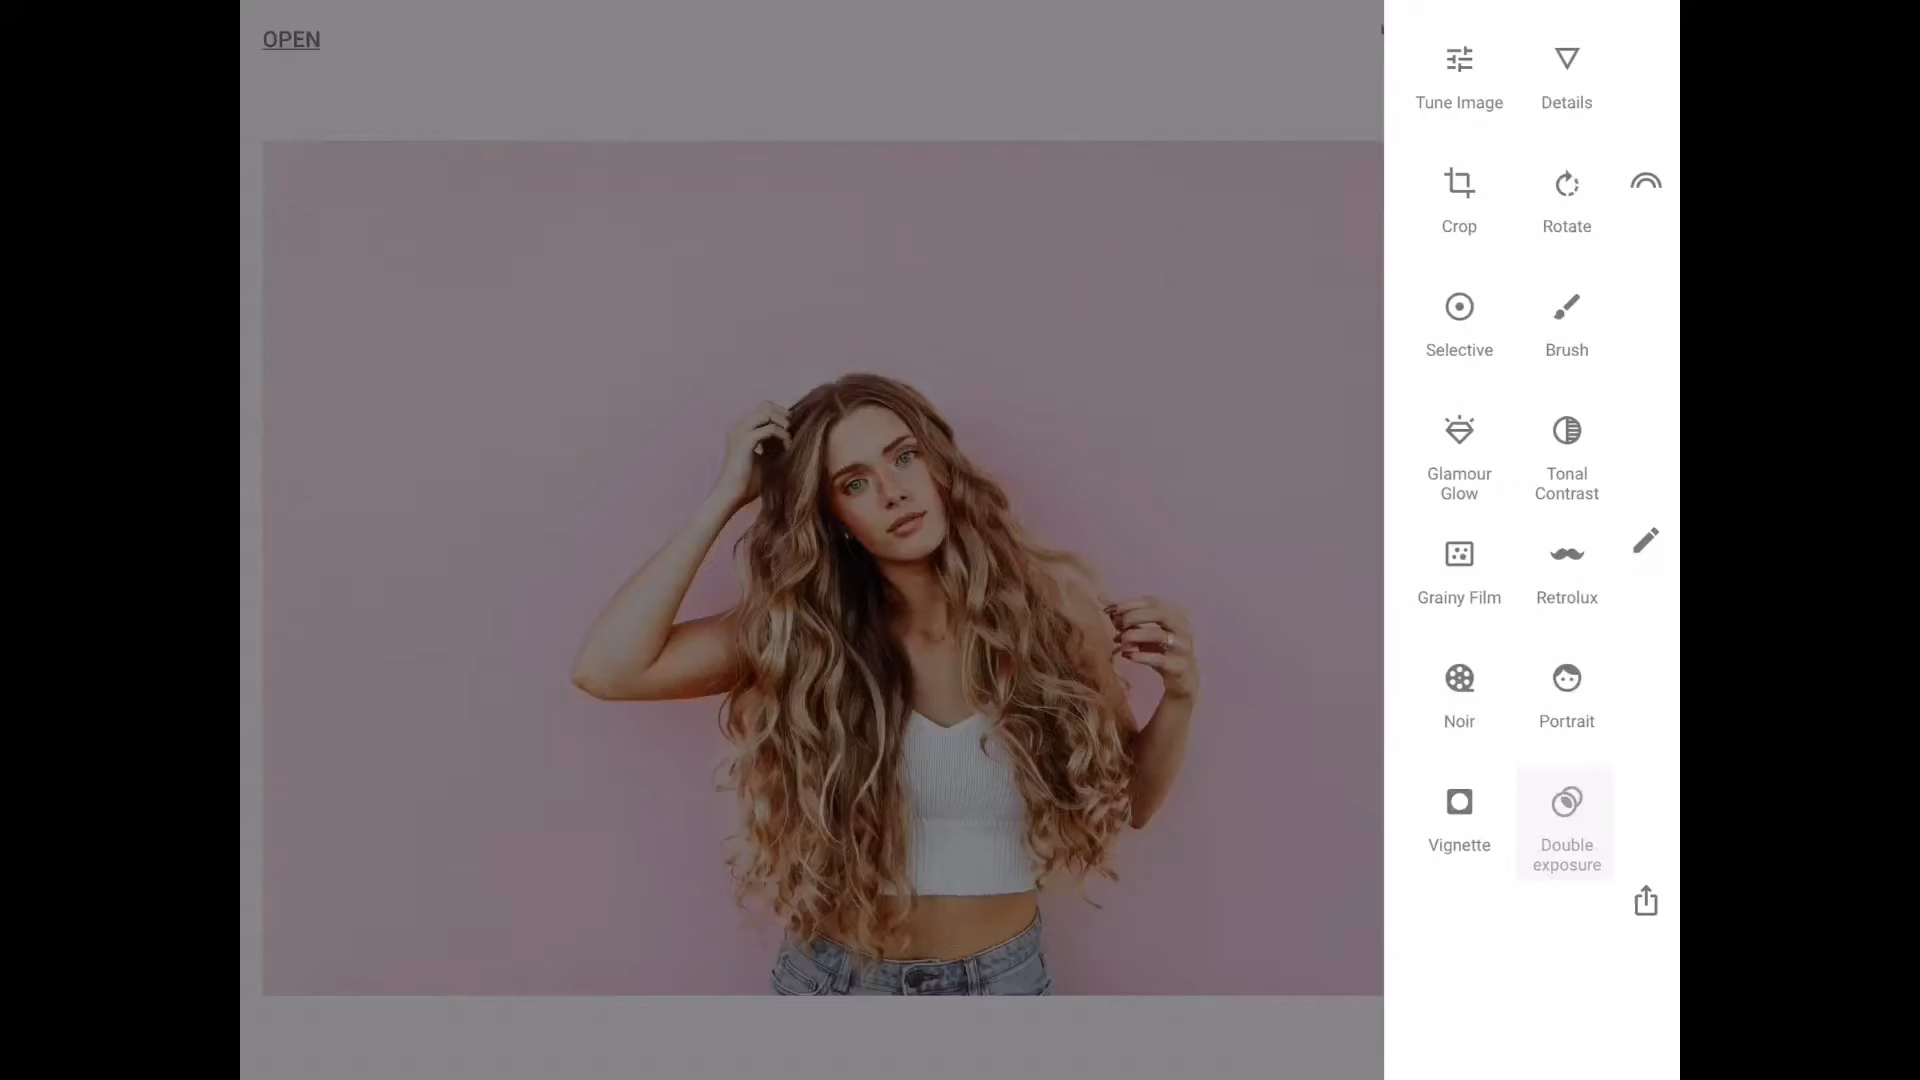 OPEN
Tune Image
Details
Crop
Rotate
Selective
Brush
Glamour
Glow
Tonal
Contrast
Grainy Film
Retrolux
Noir
Portrait
Vignette
Double
exposure